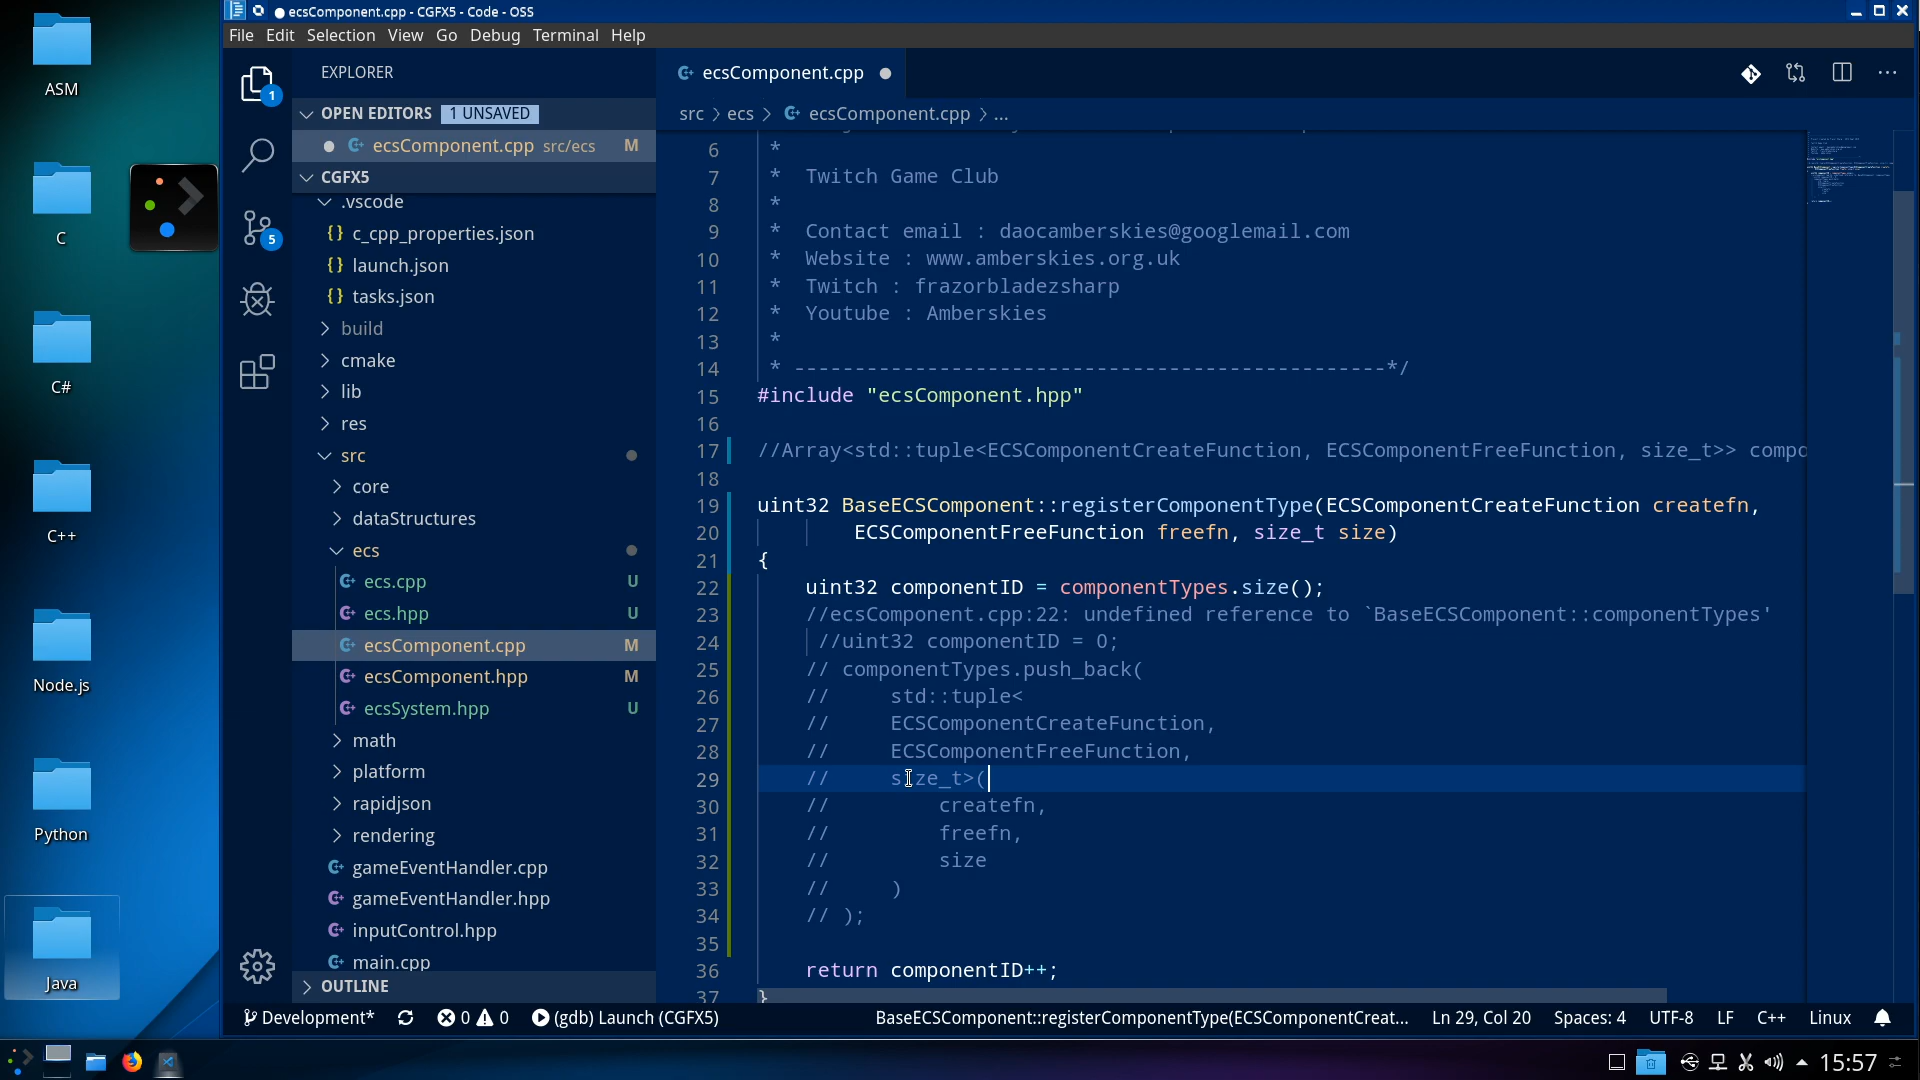 ASM
C
C#
C++
Node.js
Python
Java
ecsComponent.cpp - CGFX5 - Code - OSS
File Edit Selection View Go Debug Terminal Help
1
5
EXPLORER
OPEN EDITORS 1 UNSAVED
ecsComponent.cpp src/ecs M
CGFX5
.vscode
{} c_cpp_properties.json
{} launch.json
{} tasks.json
build
cmake
lib
res
src
core
dataStructures
ecs
ecs.cpp U
ecs.hpp U
ecsComponent.cpp M
ecsComponent.hpp M
ecsSystem.hpp U
math
platform
rapidjson
rendering
gameEventHandler.cpp
gameEventHandler.hpp
inputControl.hpp
main.cpp
OUTLINE
ecsComponent.cpp
src > ecs > ecsComponent.cpp > ...
6 *
7 * Twitch Game Club
8 *
9 * Contact email : daocamberskies@googlemail.com
10 * Website : www.amberskies.org.uk
11 * Twitch : frazorbladezsharp
12 * Youtube : Amberskies
13 *
14 * -------------------------------------------------*/
15 #include "ecsComponent.hpp"
16
17 //Array<std::tuple<ECSComponentCreateFunction, ECSComponentFreeFunction, size_t>> compo
18
19 uint32 BaseECSComponent::registerComponentType(ECSComponentCreateFunction createfn,
20 ECSComponentFreeFunction freefn, size_t size)
21 {
22 uint32 componentID = componentTypes.size();
23 //ecsComponent.cpp:22: undefined reference to `BaseECSComponent::componentTypes'
24 //uint32 componentID = 0;
25 // componentTypes.push_back(
26 // std::tuple<
27 // ECSComponentCreateFunction,
28 // ECSComponentFreeFunction,
29 // size_t>(
30 // createfn,
31 // freefn,
32 // size
33 // )
34 // );
35
36 return componentID++;
37 }
Development* 0 0 (gdb) Launch (CGFX5) BaseECSComponent::registerComponentType(ECSComponentCreat... Ln 29, Col 20 Spaces: 4 UTF-8 LF C++ Linux
15:57